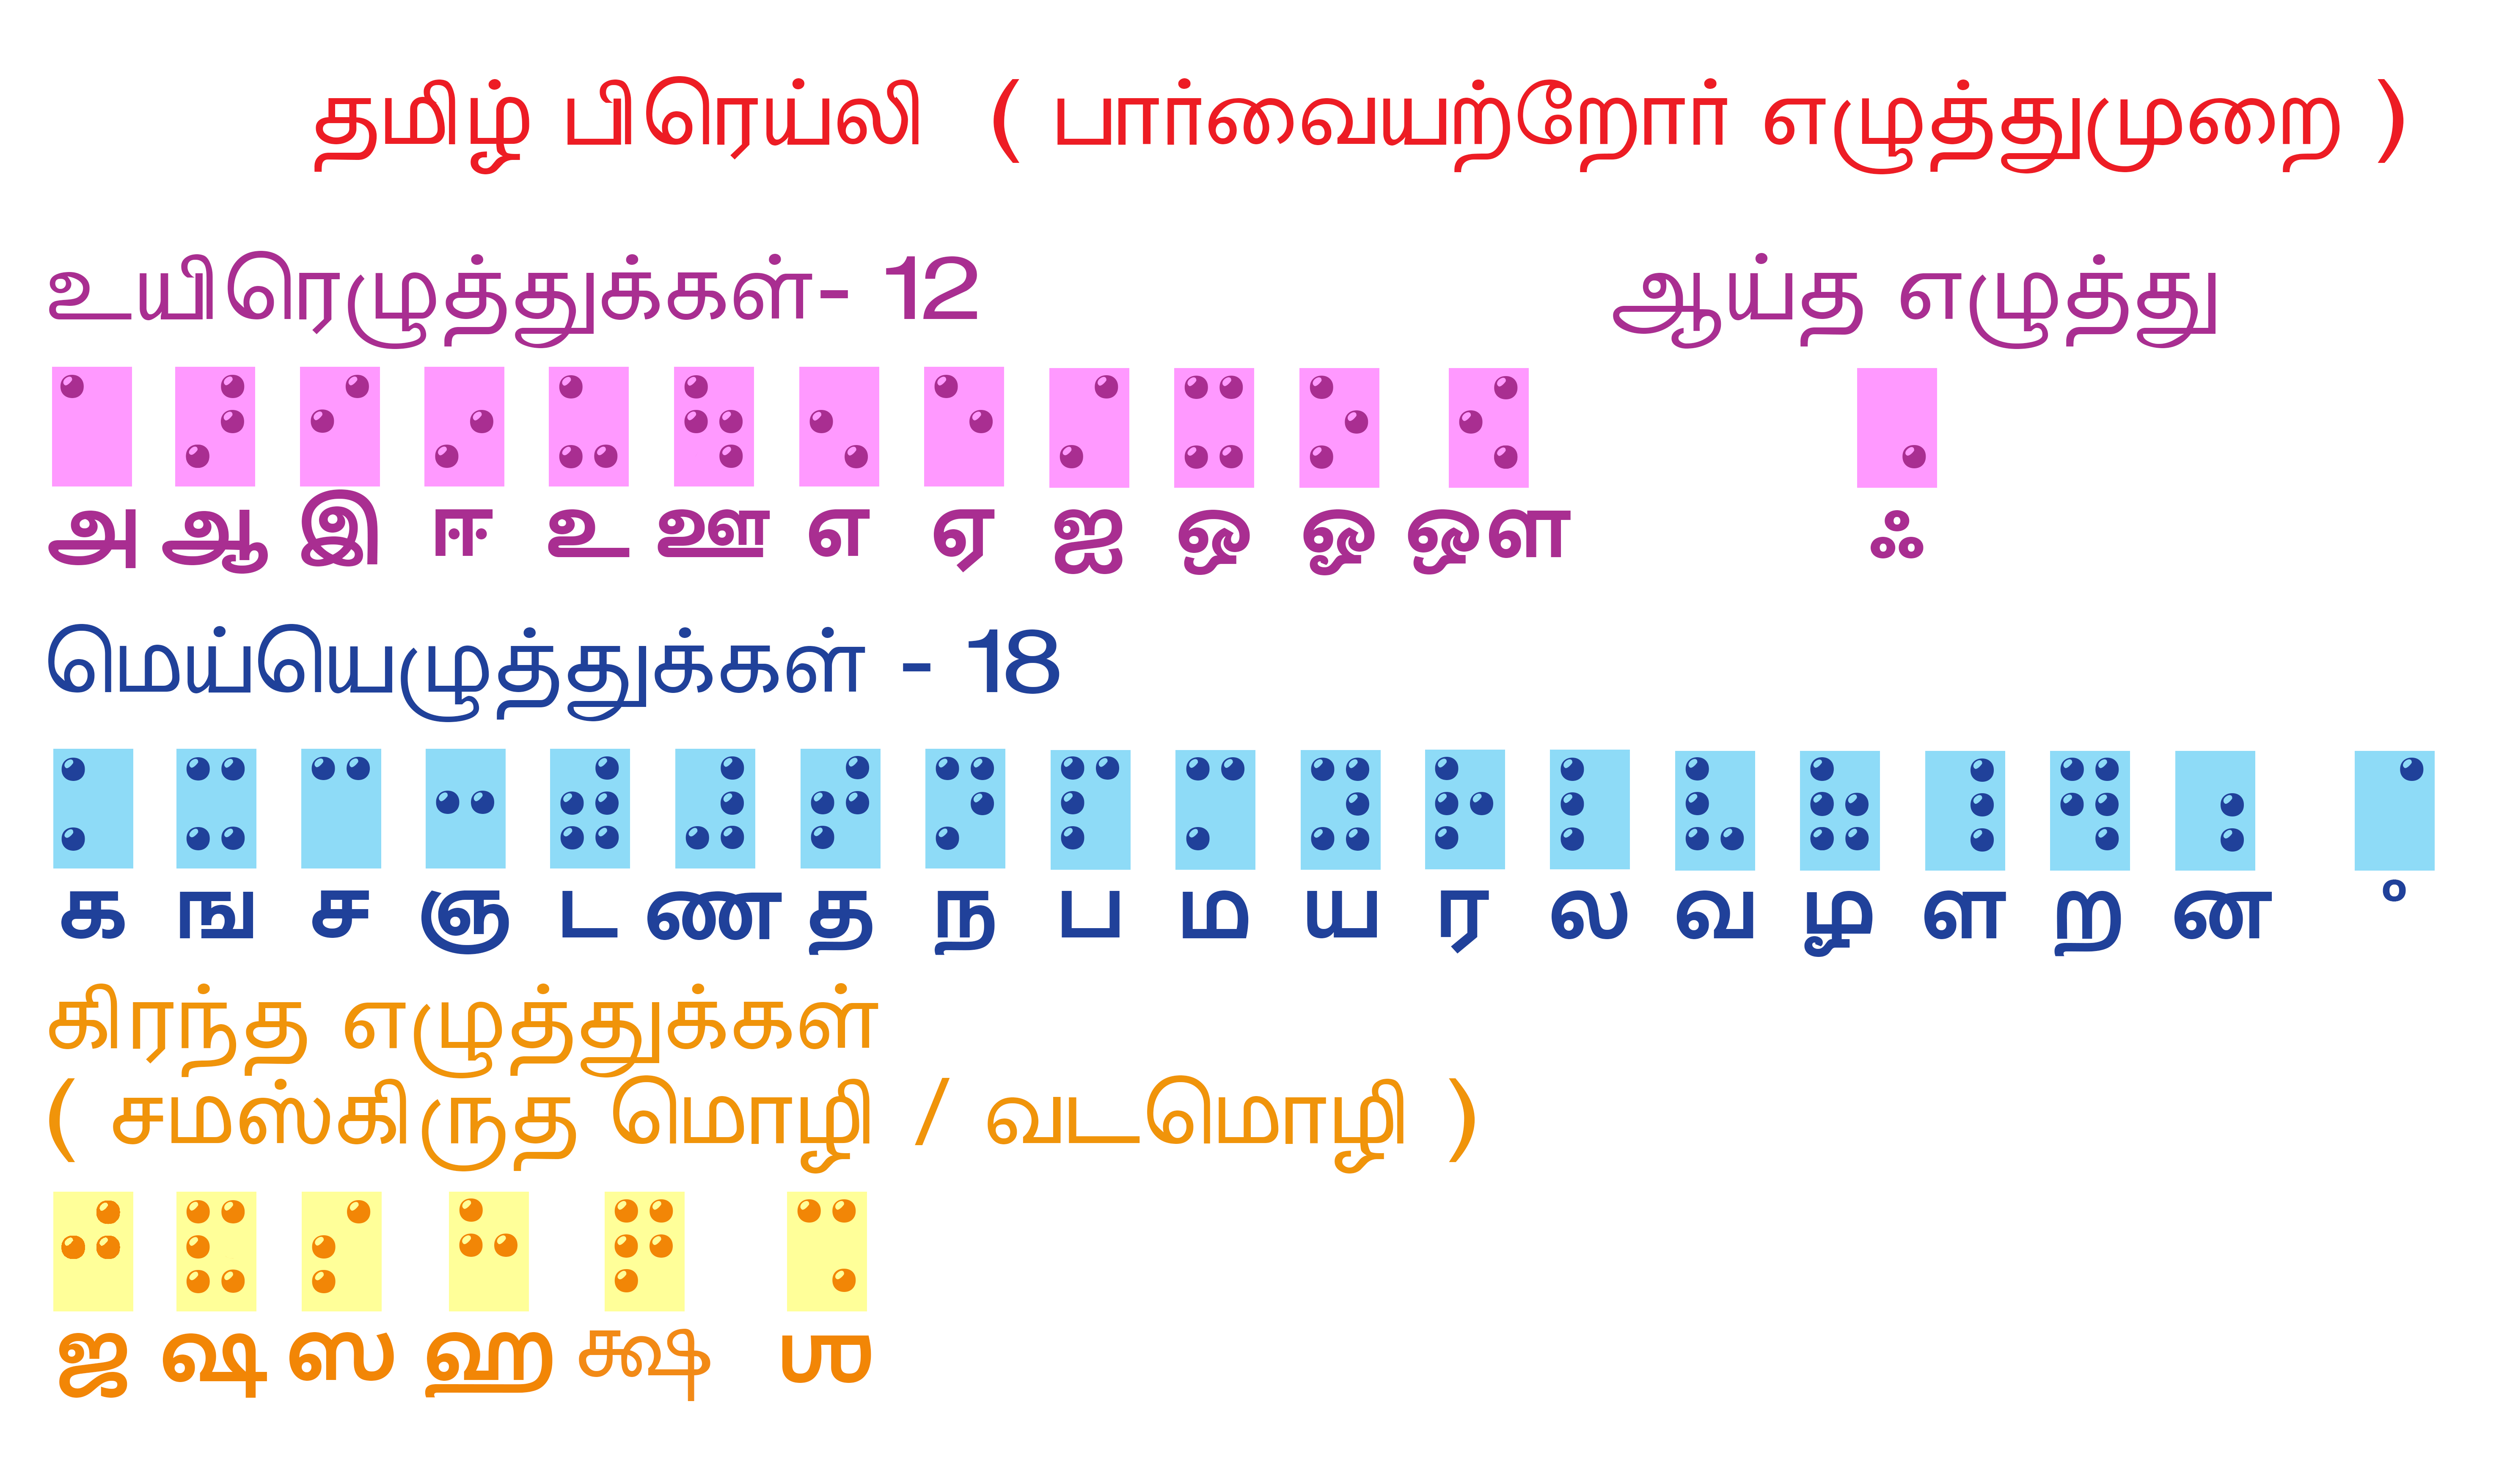 தமிழ் பிரெய்லி ( பார்வையற்றோர் எழுத்துமுறை )
உயிரெழுத்துக்கள்- 12 ஆய்த எழுத்து
அ ஆ இ ஈ உ ஊ எ ஏ ஐ ஒ ஓ ஔ ஃ
மெய்யெழுத்துக்கள் - 18
க ங ச ஞ ட ண த ந ப ம ய ர ல வ ழ ள ற ன ்
கிரந்த எழுத்துக்கள்
( சமஸ்கிருத மொழி / வடமொழி )
ஜ ஷ ஸ ஹ க்ஷ ஶ